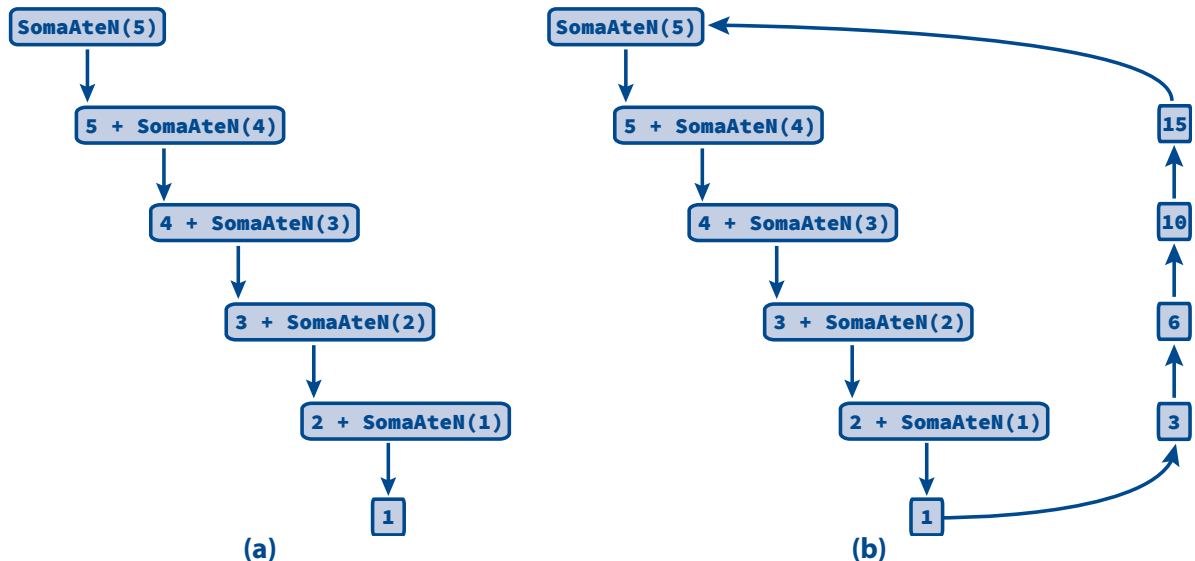 SomaAteN(5)
5 + SomaAteN(4)
4 + SomaAteN(3)
3 + SomaAteN(2)
2 + SomaAteN(1)
1
(a)
SomaAteN(5)
5 + SomaAteN(4)
4 + SomaAteN(3)
3 + SomaAteN(2)
2 + SomaAteN(1)
1
15
10
6
3
(b)